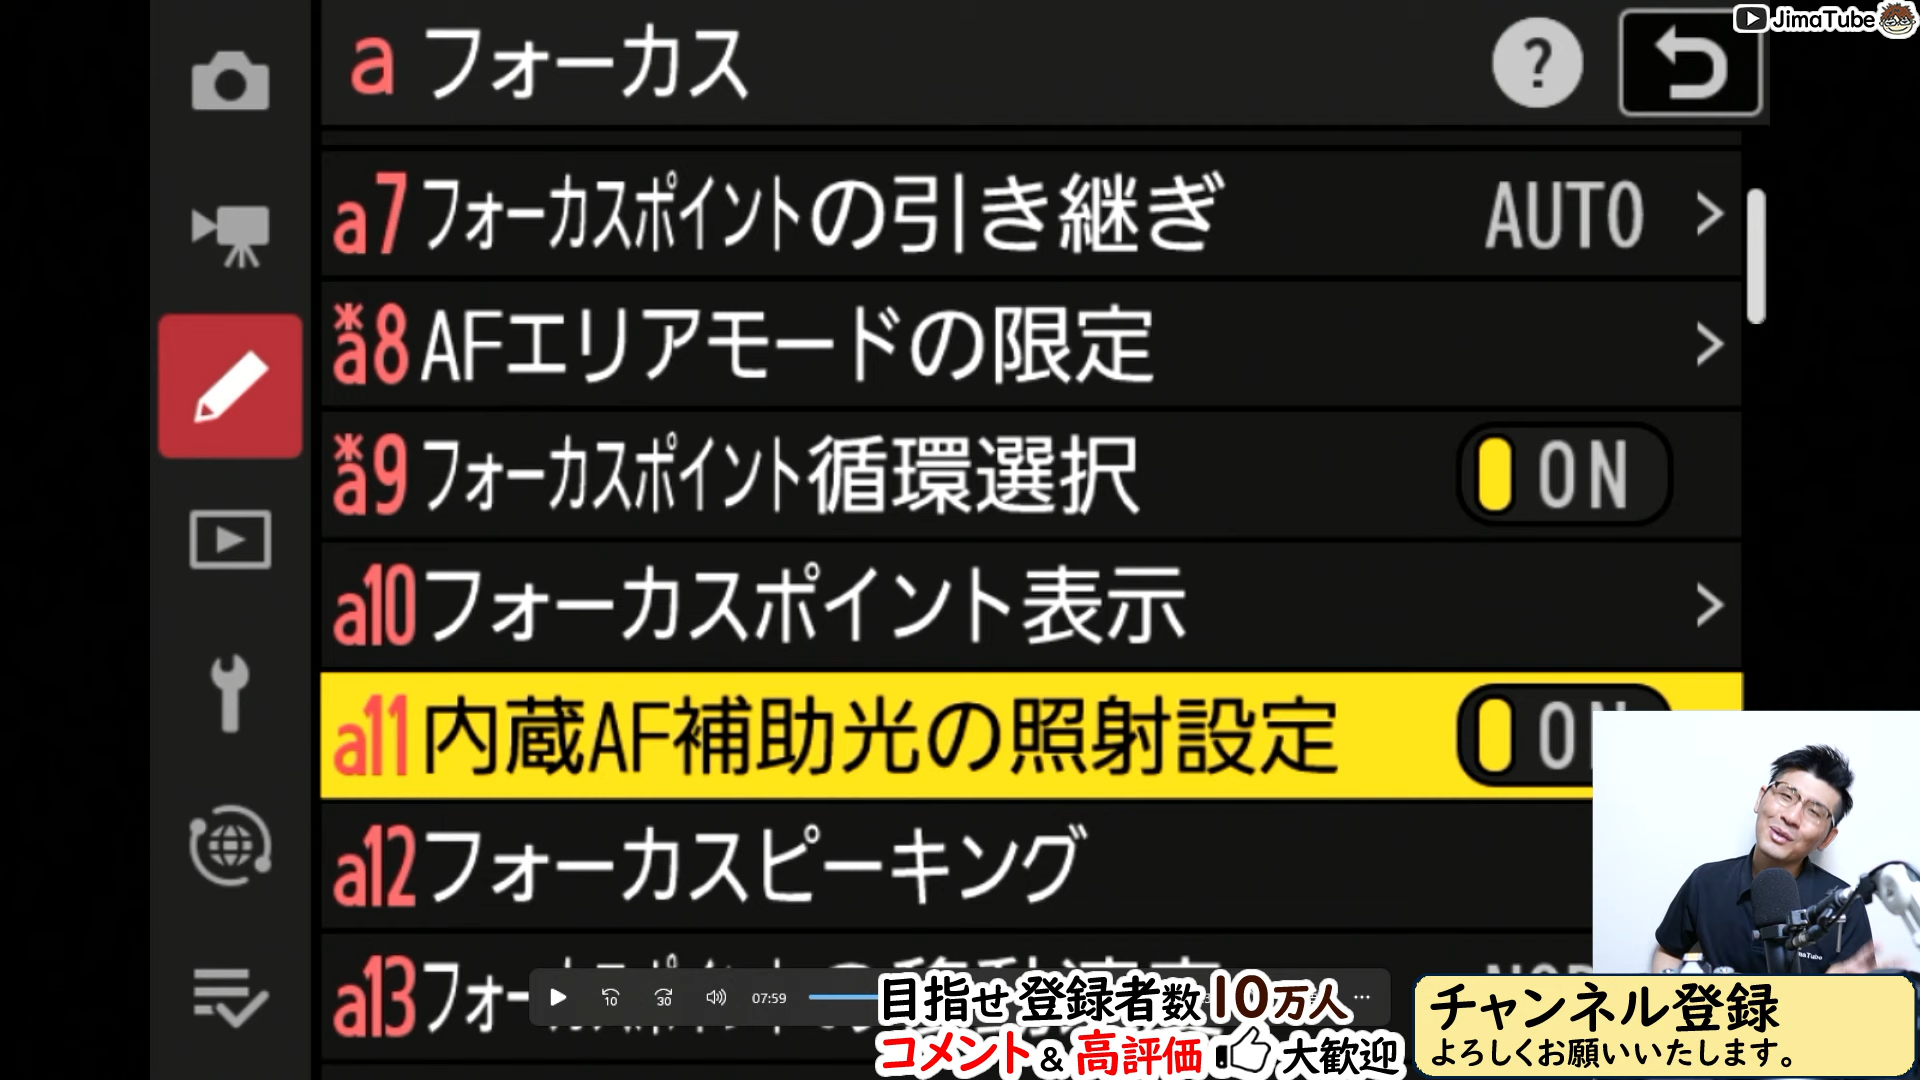 JimaTube
a フォーカス
?
a7 フォーカスポイントの引き継ぎ AUTO >
a8 AFエリアモードの限定 >
a9 フォーカスポイント循環選択 ON
a10 フォーカスポイント表示 >
a11 内蔵AF補助光の照射設定
a12 フォーカスピーキング
a13
10 30 07:59
目指せ登録者数10万人
コメント&高評価大歓迎
チャンネル登録
よろしくお願いいたします。